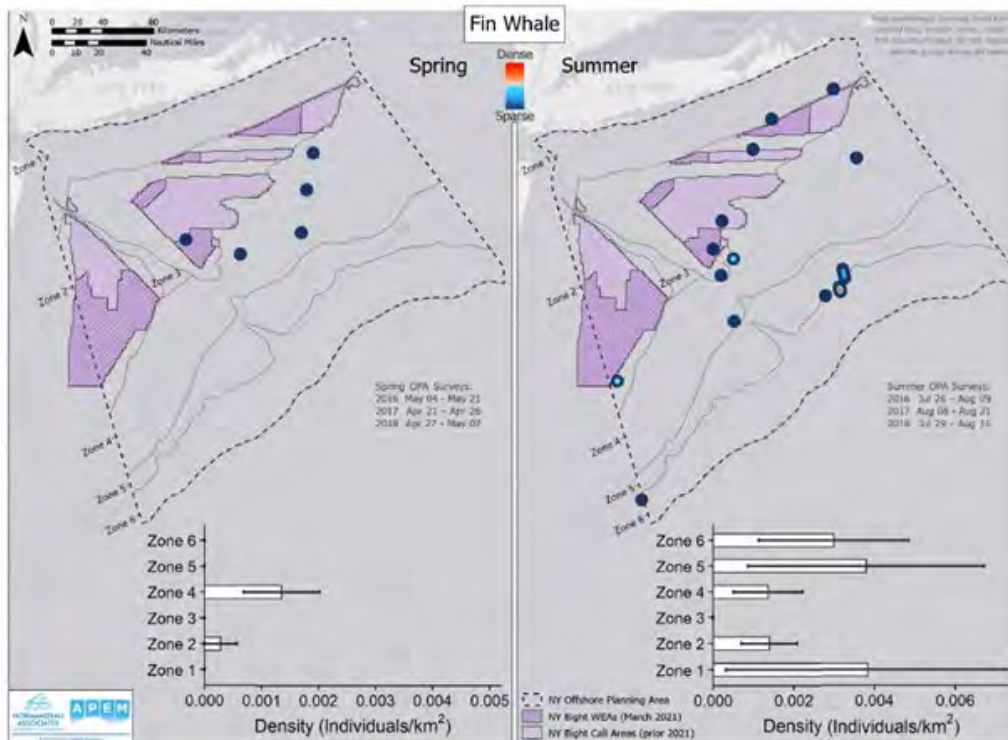 Fin Whale
N
0 20 40 80
Kilometers
Nautical Miles
0 10 20 40
Spring
Dense
Sparse
Summer
Zone 1
Zone 2
Zone 3
Zone 4
Zone 5
Zone 6
Spring OPA Surveys:
2016 May 04 - May 21
2017 Apr 21 - Apr 26
2018 Apr 27 - May 07
Zone
Zone 2
Zone 3
Zone 4
Zone 5
Zone 6
Summer OPA Surveys:
2016 Jul 26 - Aug 09
2017 Aug 08 - Aug 21
Zone 6
Zone 5
Zone 4
Zone 3
Zone 2
Zone 1
0.000 0.001 0.002 0.003 0.004 0.005
Density (Individuals/km²)
Zone 6
Zone 5
Zone 4
Zone 3
Zone 2
Zone 1
0.000 0.002 0.004 0.006
Density (Individuals/km²)
NORMANDEAU
ASSOCIATES
APEM
NY Offshore Planning Area
NY Bight WEAs (March 2021)
NY Bight Call Areas (prior 2021)